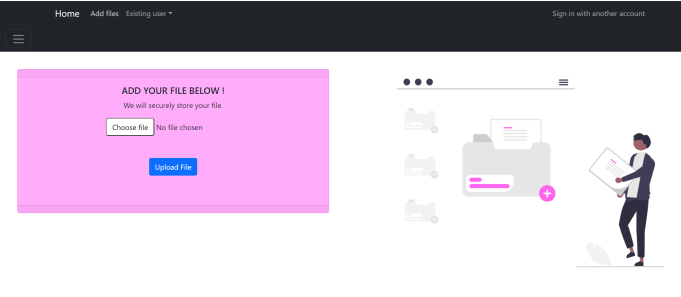 Home Add files Existing user Sign in with another account
ADD YOUR FILE BELOW !
We will securely store your file.
Choose file No file chosen
Upload File